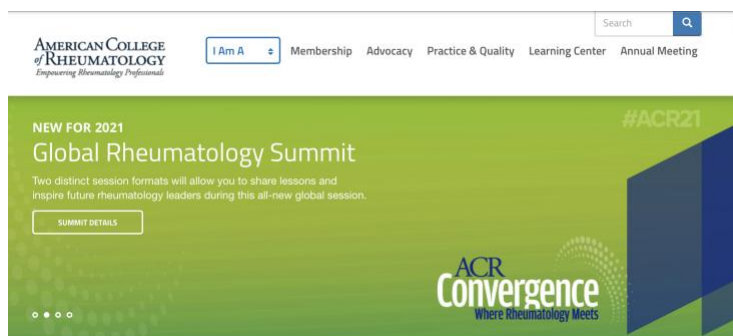 Search
AMERICAN COLLEGE
of RHEUMATOLOGY
Empowering Rheumatology Professionals
I Am A
Membership
Advocacy
Practice & Quality
Learning Center
Annual Meeting
#ACR21
NEW FOR 2021
Global Rheumatology Summit
Two distinct session formats will allow you to share lessons and
inspire future rheumatology leaders during this all-new global session.
SUMMIT DETAILS
ACR
Convergence
Where Rheumatology Meets